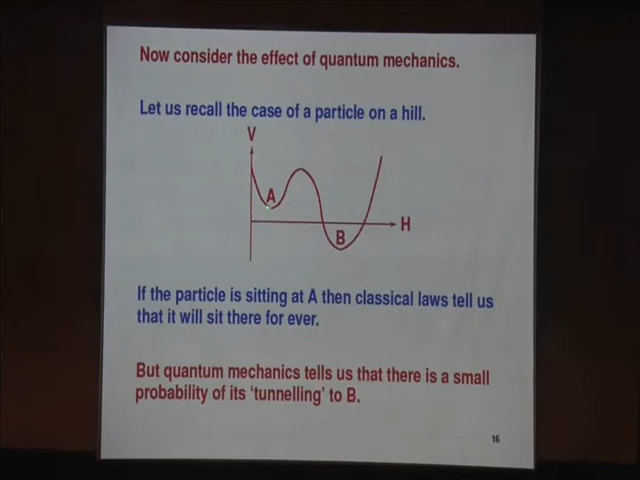 Now consider the effect of quantum mechanics.
Let us recall the case of a particle on a hill.
V
A
H
B
If the particle is sitting at A then classical laws tell us
that it will sit there for ever.
But quantum mechanics tells us that there is a small
probability of its 'tunnelling' to B.
16